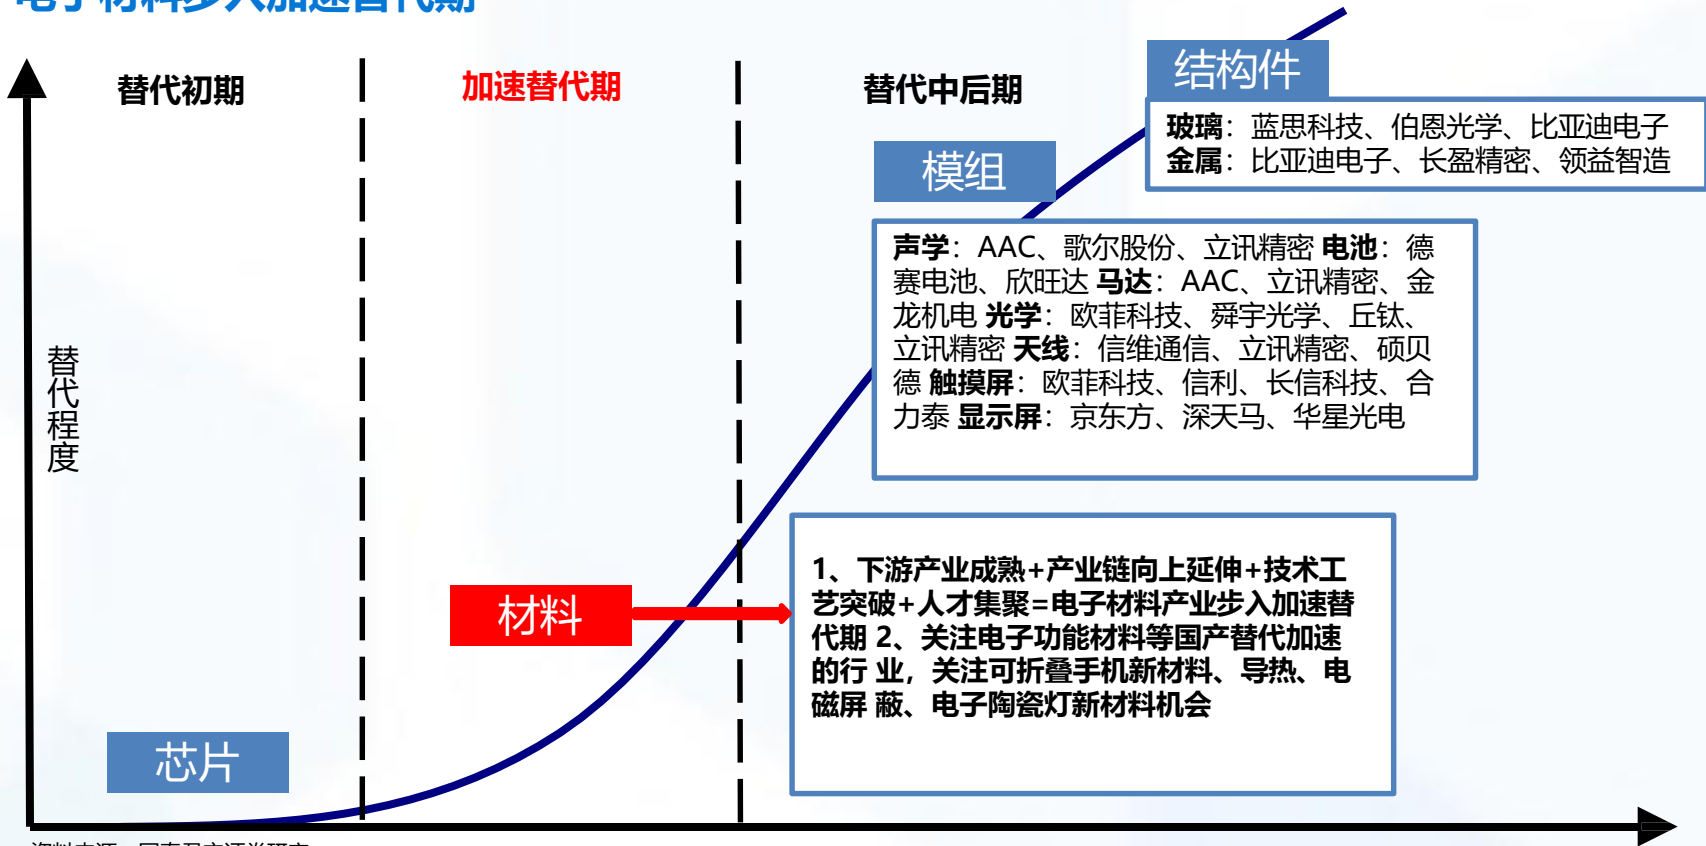 电子材料步入加速替代期
替代初期
加速替代期
替代中后期
结构件
玻璃：蓝思科技、伯恩光学、比亚迪电子
金属：比亚迪电子、长盈精密、领益智造
模组
声学：AAC、歌尔股份、立讯精密 电池：德
赛电池、欣旺达 马达：AAC、立讯精密、金
龙机电 光学：欧菲科技、舜宇光学、丘钛、
立讯精密 天线：信维通信、立讯精密、硕贝
德 触摸屏：欧菲科技、信利、长信科技、合
力泰 显示屏：京东方、深天马、华星光电
替代程度
1、下游产业成熟+产业链向上延伸+技术工
艺突破+人才集聚=电子材料产业步入加速替
代期 2、关注电子功能材料等国产替代加速
的行 业，关注可折叠手机新材料、导热、电
磁屏 蔽、电子陶瓷灯新材料机会
材料
芯片